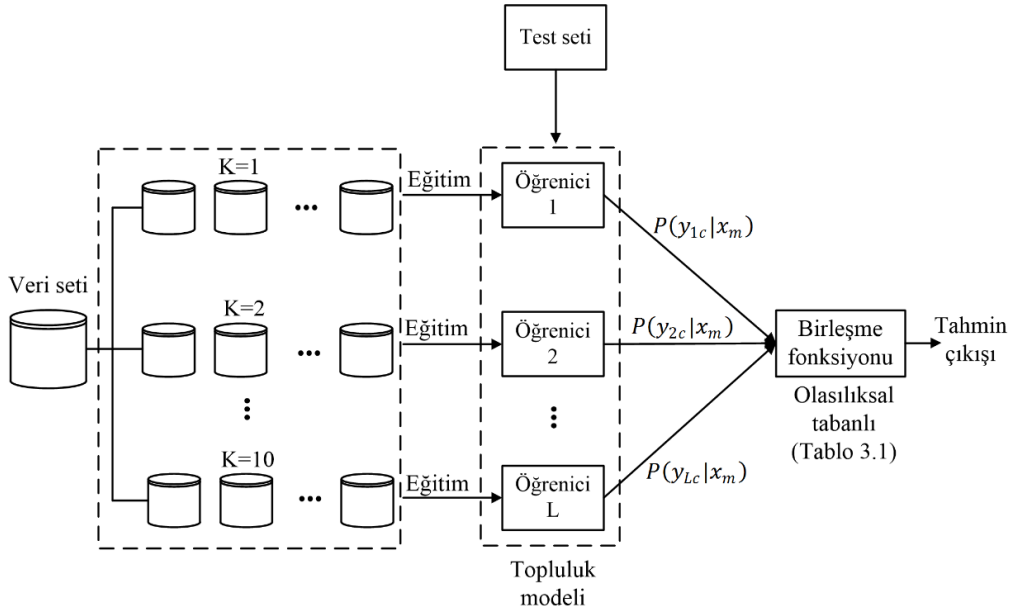 Test seti
K=1
Eğitim
Öğrenici
1
P(y1c|xm)
Veri seti
K=2
Eğitim
Öğrenici
2
P(y2c|xm)
Birleşme
fonksiyonu
Tahmin
çıkışı
Olasılıksal
tabanlı
(Tablo 3.1)
K=10
Eğitim
Öğrenici
L
P(yLc|xm)
Topluluk
modeli